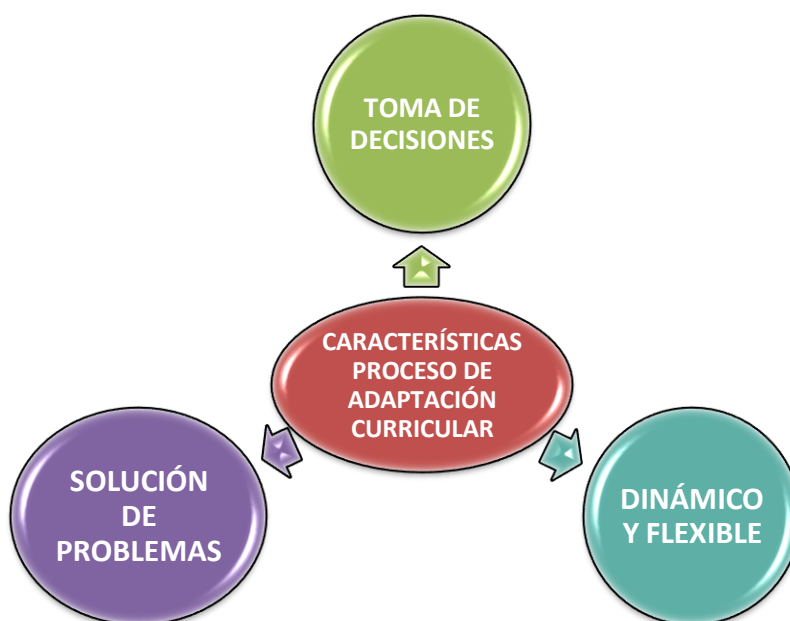 TOMA DE
DECISIONES
CARACTERÍSTICAS
PROCESO DE
ADAPTACIÓN
CURRICULAR
SOLUCIÓN
DE
PROBLEMAS
DINÁMICO
Y FLEXIBLE